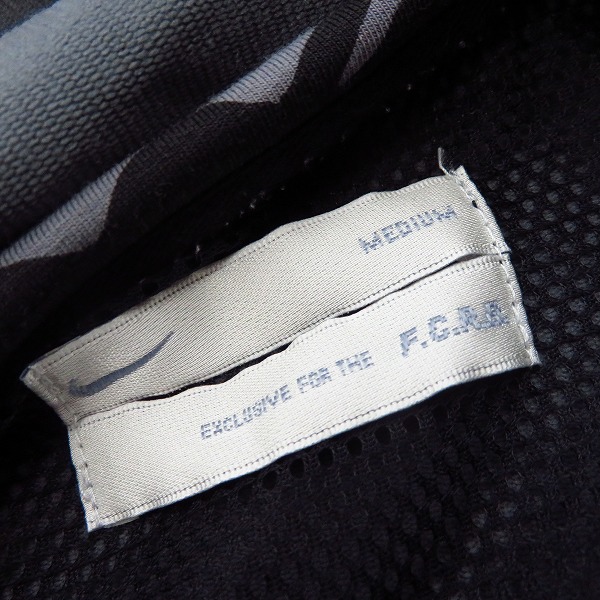 MEDIUM
EXCLUSIVE FOR THE F.C.R.B.